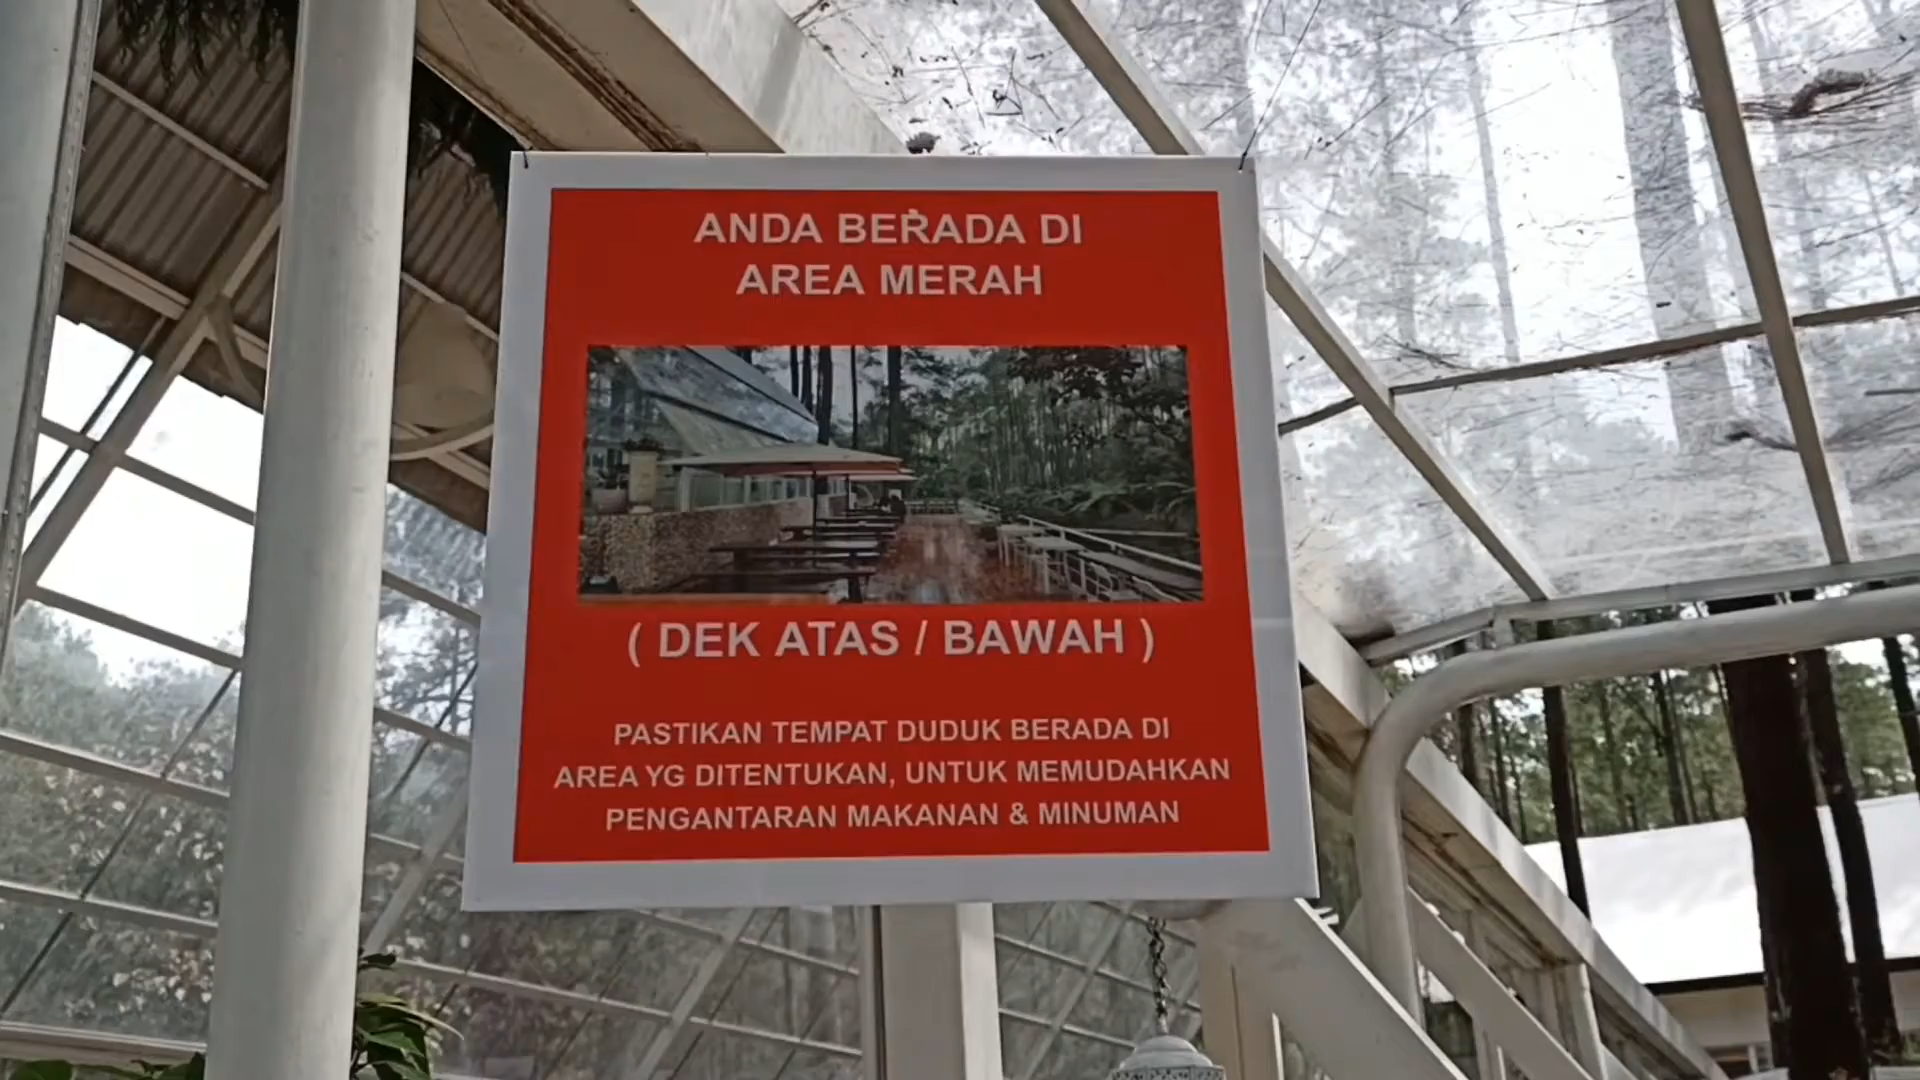 ANDA BERADA DI
AREA MERAH
( DEK ATAS / BAWAH )
PASTIKAN TEMPAT DUDUK BERADA DI
AREA YG DITENTUKAN, UNTUK MEMUDAHKAN
PENGANTARAN MAKANAN & MINUMAN